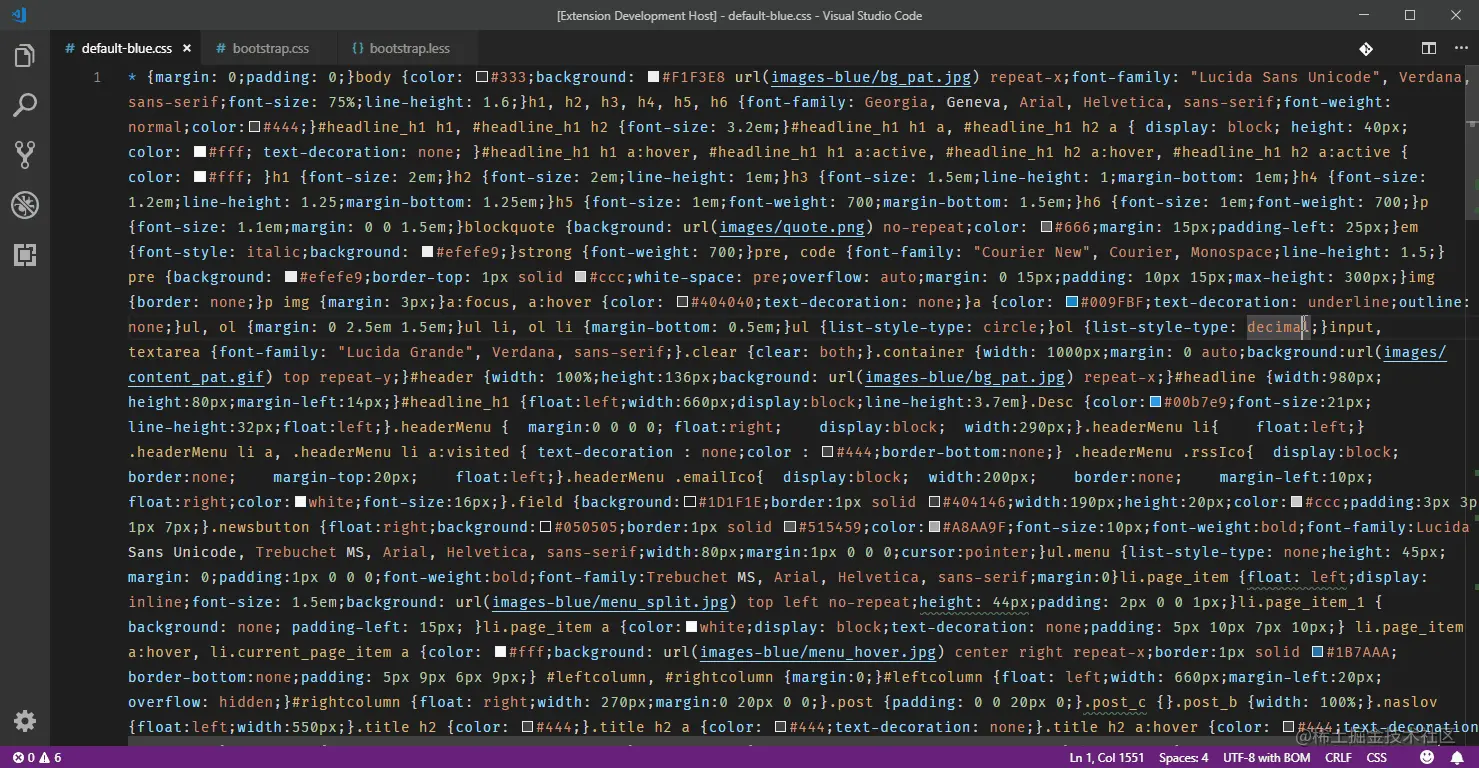 [Extension Development Host] - default-blue.css - Visual Studio Code
# default-blue.css × # bootstrap.css {} bootstrap.less
1 * {margin: 0;padding: 0;}body {color: #333;background: #F1F3E8 url(images-blue/bg_pat.jpg) repeat-x;font-family: "Lucida Sans Unicode", Verdana,
sans-serif;font-size: 75%;line-height: 1.6;}h1, h2, h3, h4, h5, h6 {font-family: Georgia, Geneva, Arial, Helvetica, sans-serif;font-weight:
normal;color:#444;}#headline_h1 h1, #headline_h1 h2 {font-size: 3.2em;}#headline_h1 h1 a, #headline_h1 h2 a { display: block; height: 40px;
color: #fff; text-decoration: none; }#headline_h1 h1 a:hover, #headline_h1 h1 a:active, #headline_h1 h2 a:hover, #headline_h1 h2 a:active {
color: #fff; }h1 {font-size: 2em;}h2 {font-size: 2em;line-height: 1em;}h3 {font-size: 1.5em;line-height: 1;margin-bottom: 1em;}h4 {font-size:
1.2em;line-height: 1.25;margin-bottom: 1.25em;}h5 {font-size: 1em;font-weight: 700;margin-bottom: 1.5em;}h6 {font-size: 1em;font-weight: 700;}p
{font-size: 1.1em;margin: 0 0 1.5em;}blockquote {background: url(images/quote.png) no-repeat;color: #666;margin: 15px;padding-left: 25px;}em
{font-style: italic;background: #efefe9;}strong {font-weight: 700;}pre, code {font-family: "Courier New", Courier, Monospace;line-height: 1.5;}
pre {background: #efefe9;border-top: 1px solid #ccc;white-space: pre;overflow: auto;margin: 0 15px;padding: 10px 15px;max-height: 300px;}img
{border: none;}p img {margin: 3px;}a:focus, a:hover {color: #404040;text-decoration: none;}a {color: #009FBF;text-decoration: underline;outline:
none;}ul, ol {margin: 0 2.5em 1.5em;}ul li, ol li {margin-bottom: 0.5em;}ul {list-style-type: circle;}ol {list-style-type: decimal;}input,
textarea {font-family: "Lucida Grande", Verdana, sans-serif;}.clear {clear: both;}.container {width: 1000px;margin: 0 auto;background:url(images/
content_pat.gif) top repeat-y;}#header {width: 100%;height:136px;background: url(images-blue/bg_pat.jpg) repeat-x;}#headline {width:980px;
height:80px;margin-left:14px;}#headline_h1 {float:left;width:660px;display:block;line-height:3.7em}.Desc {color:#00b7e9;font-size:21px;
line-height:32px;float:left;}.headerMenu {  margin:0 0 0 0; float:right;    display:block;  width:290px;}.headerMenu li{    float:left;}
.headerMenu li a, .headerMenu li a:visited { text-decoration : none;color : #444;border-bottom:none;} .headerMenu .rssIco{  display:block;
border:none;    margin-top:20px;    float:left;}.headerMenu .emailIco{  display:block;  width:200px;    border:none;    margin-left:10px;
float:right;color:white;font-size:16px;}.field {background:#1D1F1E;border:1px solid #404146;width:190px;height:20px;color:#ccc;padding:3px 3p
1px 7px;}.newsbutton {float:right;background:#050505;border:1px solid #515459;color:#A8AA9F;font-size:10px;font-weight:bold;font-family:Lucida
Sans Unicode, Trebuchet MS, Arial, Helvetica, sans-serif;width:80px;margin:1px 0 0 0;cursor:pointer;}ul.menu {list-style-type: none;height: 45px;
margin: 0;padding:1px 0 0 0;font-weight:bold;font-family:Trebuchet MS, Arial, Helvetica, sans-serif;margin:0}li.page_item {float: left;display:
inline;font-size: 1.5em;background: url(images-blue/menu_split.jpg) top left no-repeat;height: 44px;padding: 2px 0 0 1px;}li.page_item_1 {
background: none; padding-left: 15px; }li.page_item a {color:white;display: block;text-decoration: none;padding: 5px 10px 7px 10px;} li.page_item
a:hover, li.current_page_item a {color: #fff;background: url(images-blue/menu_hover.jpg) center right repeat-x;border:1px solid #1B7AAA;
border-bottom:none;padding: 5px 9px 6px 9px;} #leftcolumn, #rightcolumn {margin:0;}#leftcolumn {float: left;width: 660px;margin-left:20px;
overflow: hidden;}#rightcolumn {float: right;width: 270px;margin:0 20px 0 0;}.post {padding: 0 0 20px 0;}.post_c {}.post_b {width: 100%;}.naslov
{float:left;width:550px;}.title h2 {color: #444;}.title h2 a {color: #444;text-decoration: none;}.title h2 a:hover {color: #444;text-decoration
@稀土掘金技术社区
0 6 Ln 1, Col 1551 Spaces: 4 UTF-8 with BOM CRLF CSS